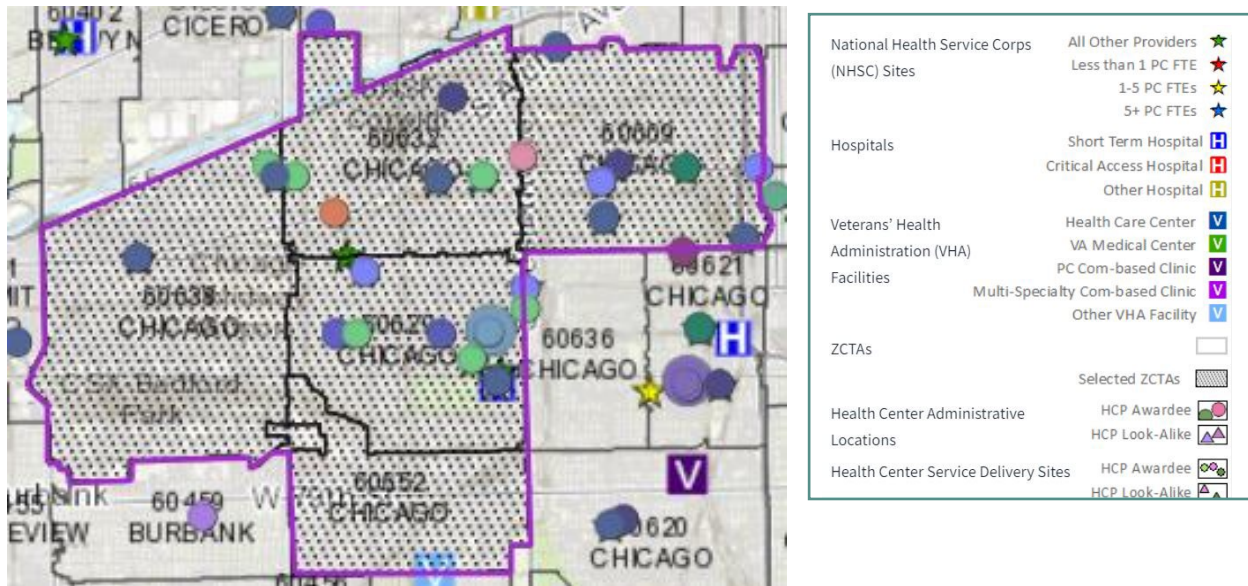 CICERO
60632
CHICAGO
60609
CHICAGO
60638
CHICAGO
60629
CHICAGO
60636
CHICAGO
60621
CHICAGO
Park
60652
CHICAGO
60459
BURBANK
60620
CHICAGO
National Health Service Corps
(NHSC) Sites
All Other Providers
Less than 1 PC FTE
1-5 PC FTEs
5+ PC FTEs
Hospitals
Short Term Hospital H
Critical Access Hospital H
Other Hospital H
Veterans’ Health
Administration (VHA)
Facilities
Health Care Center V
VA Medical Center V
PC Com-based Clinic V
Multi-Specialty Com-based Clinic V
Other VHA Facility V
ZCTAs
Selected ZCTAs
Health Center Administrative
Locations
HCP Awardee
HCP Look-Alike
Health Center Service Delivery Sites
HCP Awardee
HCP Look-Alike